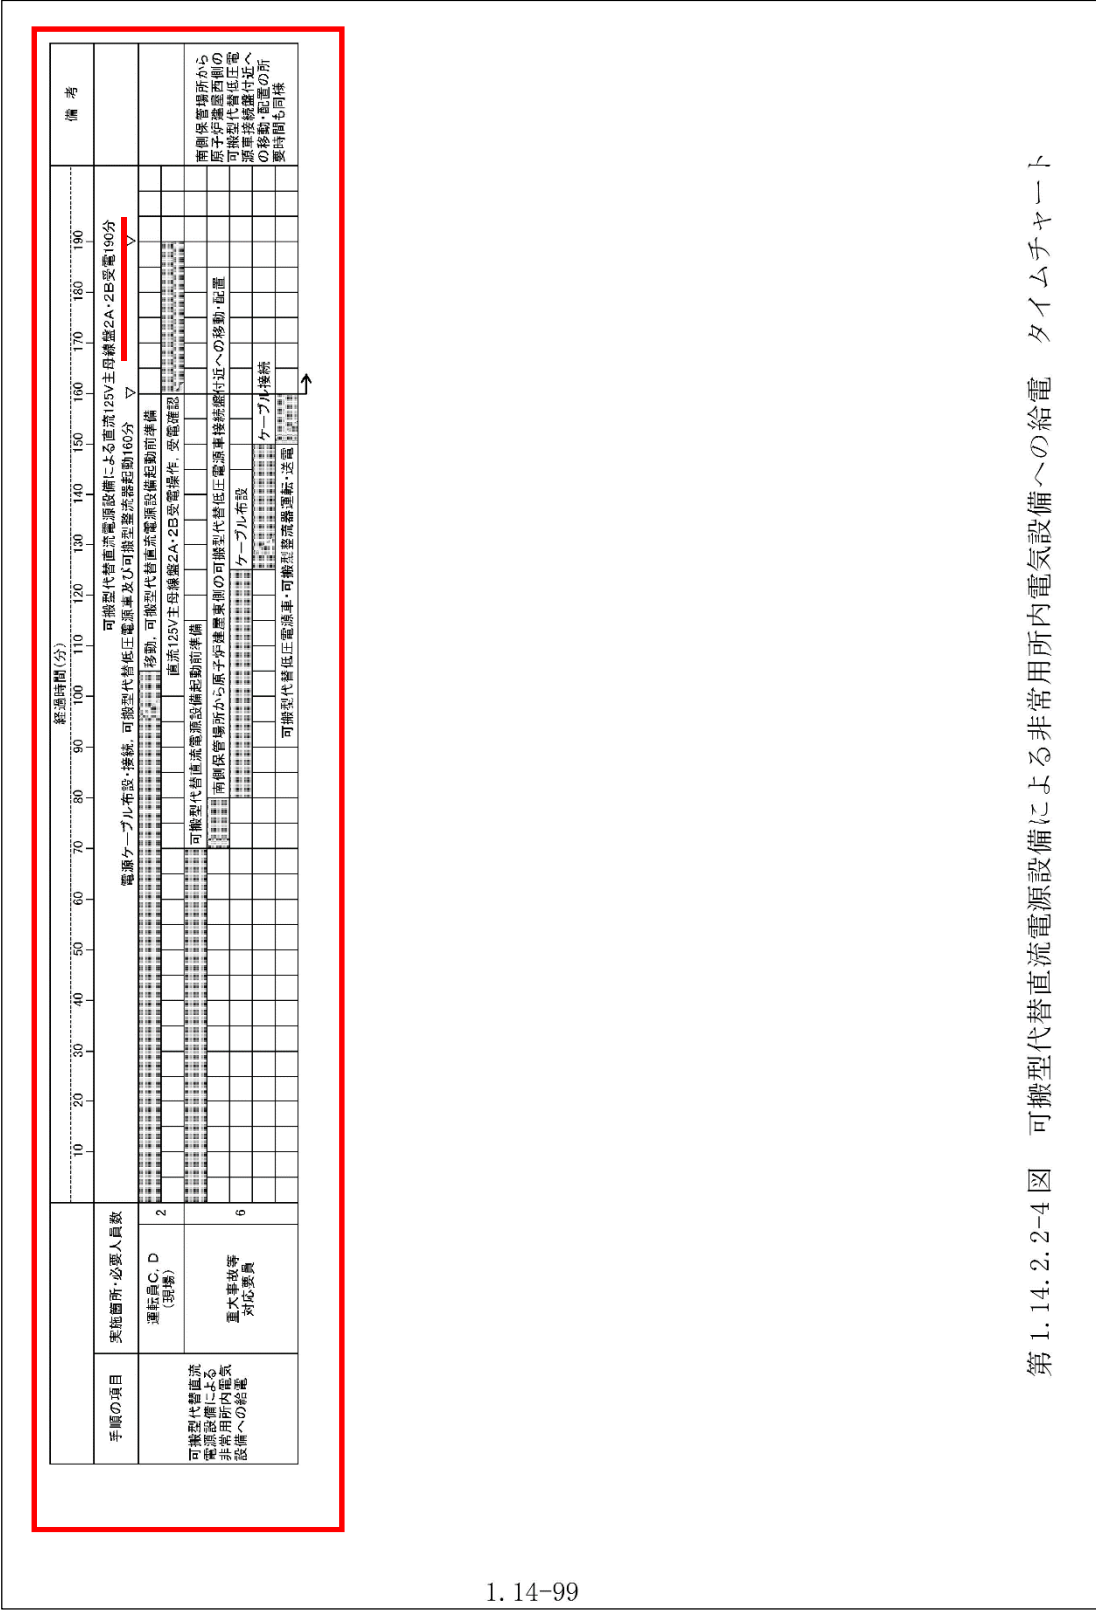 経過時間(分)
備 考
10 20 30 40 50 60 70 80 90 100 110 120 130 140 150 160 170 180 190
手順の項目
実施箇所・必要人員数
可搬型代替直流電源設備による直流125V主母線盤2A・2B受電190分
電源ケーブル布設・接続，可搬型代替低圧電源車及び可搬型整流器起動160分
可搬型代替直流
電源設備による
非常用所内電気
設備への給電
運転員C，D
(現場)
2
移動，可搬型代替直流電源設備起動前準備
直流125V主母線盤2A・2B受電操作，受電確認
重大事故等
対応要員
6
可搬型代替直流電源設備起動前準備
南側保管場所から原子炉建屋東側の可搬型代替低圧電源車接続盤付近への移動・配置
ケーブル布設
ケーブル接続
可搬型代替低圧電源車・可搬型整流器運転・送電
南側保管場所から
原子炉建屋西側の
可搬型代替低圧電
源車接続盤付近へ
の移動・配置の所
要時間も同様
第 1.14.2.2-4 図 可搬型代替直流電源設備による非常用所内電気設備への給電 タイムチャート
1.14-99